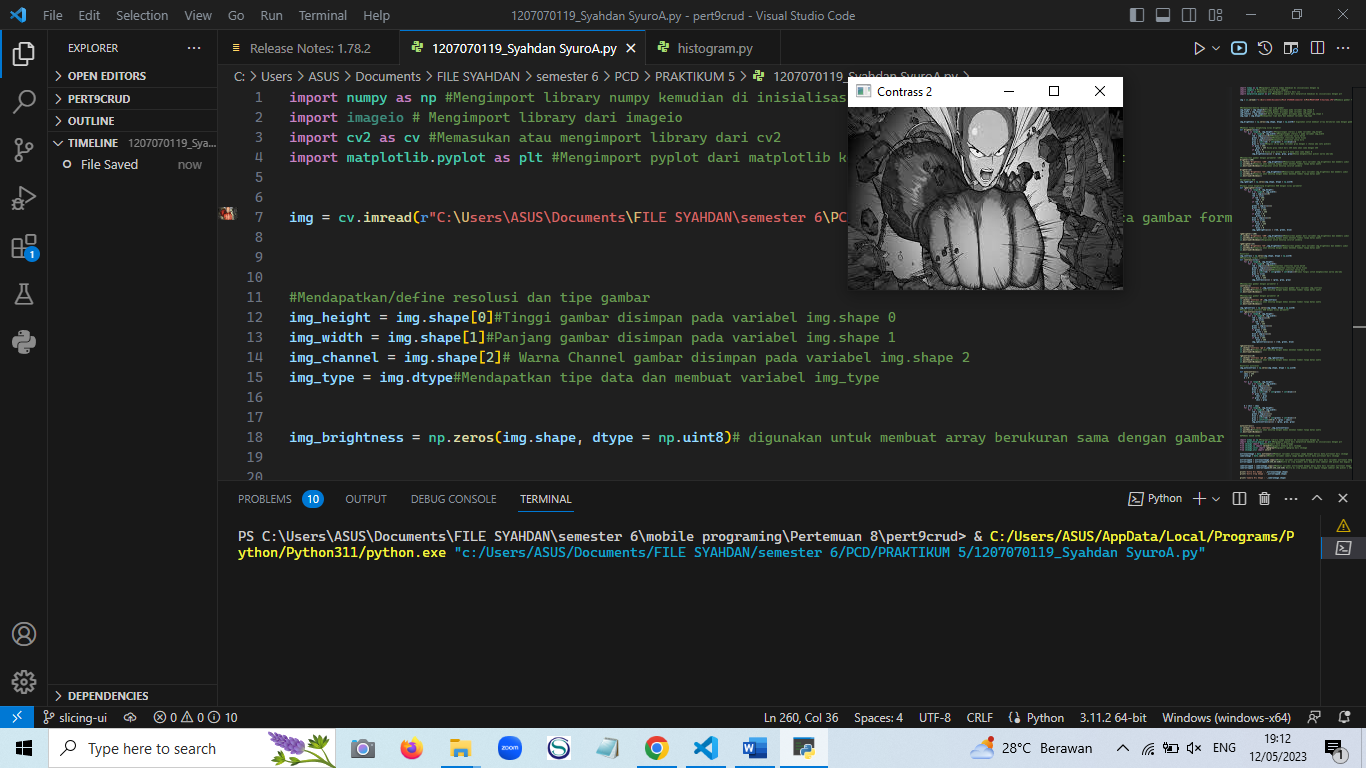 File Edit Selection View Go Run Terminal Help
1207070119_Syahdan SyuroA.py - pert9crud - Visual Studio Code
EXPLORER
Release Notes: 1.78.2
1207070119_Syahdan SyuroA.py
histogram.py
C: > Users > ASUS > Documents > FILE SYAHDAN > semester 6 > PCD > PRAKTIKUM 5 > 1207070119_Syahdan SyuroA.py >
OPEN EDITORS
PERT9CRUD
OUTLINE
TIMELINE 1207070119_Sya...
File Saved now
1
DEPENDENCIES
Contrass 2
1 import numpy as np #Mengimport library numpy kemudian di inisialisas
2 import imageio # Mengimport library dari imageio
3 import cv2 as cv #Memasukan atau mengimport library dari cv2
4 import matplotlib.pyplot as plt #Mengimport pyplot dari matplotlib k
5
6
7 img = cv.imread(r"C:\Users\ASUS\Documents\FILE SYAHDAN\semester 6\PC a gambar form
8
9
10
11 #Mendapatkan/define resolusi dan tipe gambar
12 img_height = img.shape[0]#Tinggi gambar disimpan pada variabel img.shape 0
13 img_width = img.shape[1]#Panjang gambar disimpan pada variabel img.shape 1
14 img_channel = img.shape[2]# Warna Channel gambar disimpan pada variabel img.shape 2
15 img_type = img.dtype#Mendapatkan tipe data dan membuat variabel img_type
16
17
18 img_brightness = np.zeros(img.shape, dtype = np.uint8)# digunakan untuk membuat array berukuran sama dengan gambar
19
20
PROBLEMS 10 OUTPUT DEBUG CONSOLE TERMINAL
Python
PS C:\Users\ASUS\Documents\FILE SYAHDAN\semester 6\mobile programing\Pertemuan 8\pert9crud> & C:/Users/ASUS/AppData/Local/Programs/P
ython/Python311/python.exe "c:/Users/ASUS/Documents/FILE SYAHDAN/semester 6/PCD/PRAKTIKUM 5/1207070119_Syahdan SyuroA.py"
slicing-ui 0 0 10
Ln 260, Col 36 Spaces: 4 UTF-8 CRLF Python 3.11.2 64-bit Windows (windows-x64)
Type here to search
zoom
28°C Berawan
ENG
19:12
12/05/2023
1